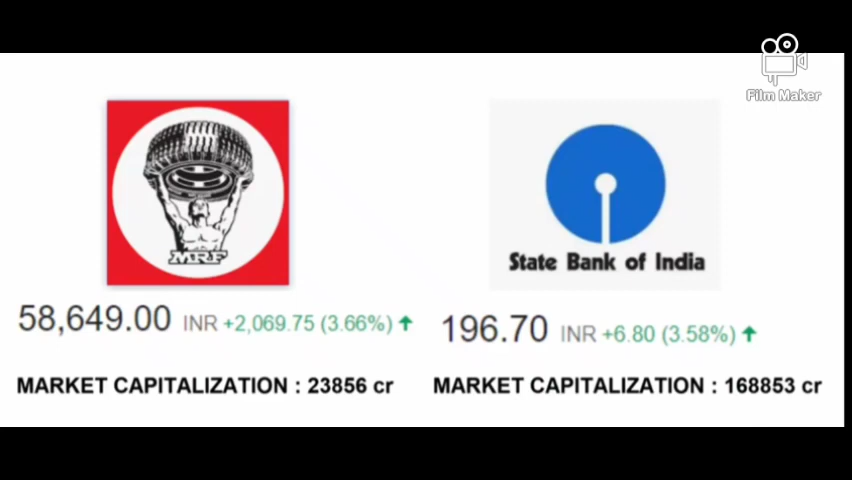 Film Maker
MRF
State Bank of India
58,649.00 INR +2,069.75 (3.66%) ↑
196.70 INR +6.80 (3.58%) ↑
MARKET CAPITALIZATION : 23856 cr
MARKET CAPITALIZATION : 168853 cr